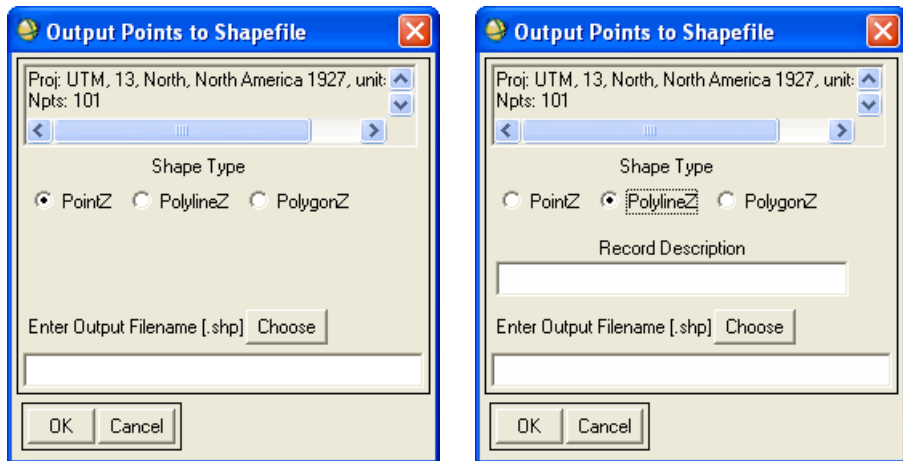 Output Points to Shapefile
Proj: UTM, 13, North, North America 1927, unit:
Npts: 101
Shape Type
PointZ PolylineZ PolygonZ
Enter Output Filename [.shp] Choose
OK Cancel
Output Points to Shapefile
Proj: UTM, 13, North, North America 1927, unit:
Npts: 101
Shape Type
PointZ PolylineZ PolygonZ
Record Description
Enter Output Filename [.shp] Choose
OK Cancel